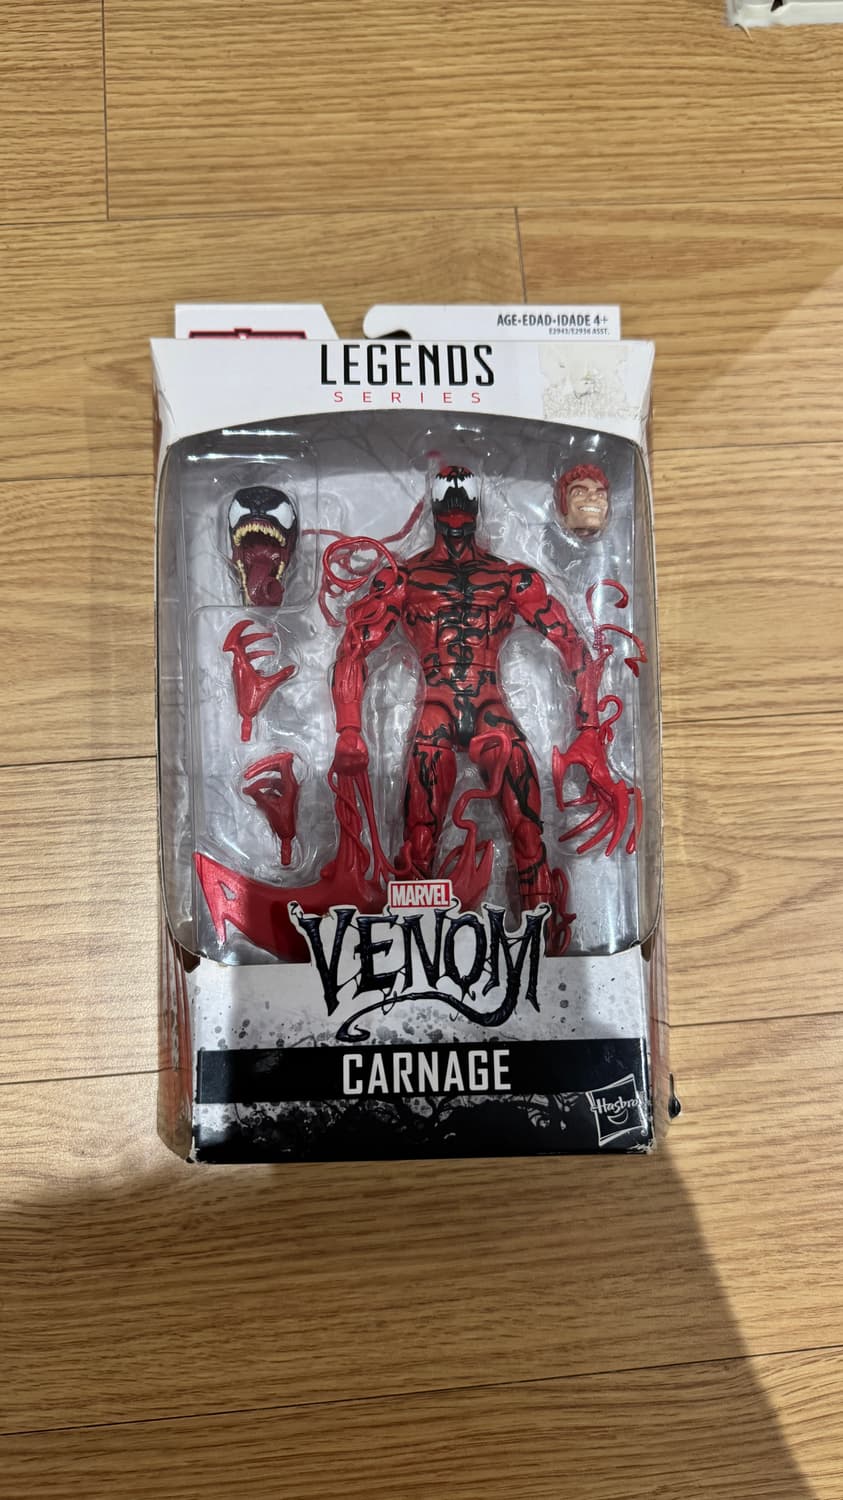 AGE•EDAD•IDADE 4+
E2943/E2936 ASST.
LEGENDS
SERIES
MARVEL
VENOM
CARNAGE
Hasbro